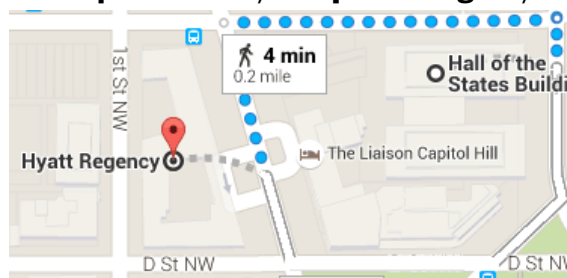 4 min
0.2 mile
1st St NW
Hall of the
States Buildi
Hyatt Regency
The Liaison Capitol Hill
D St NW
D St NW